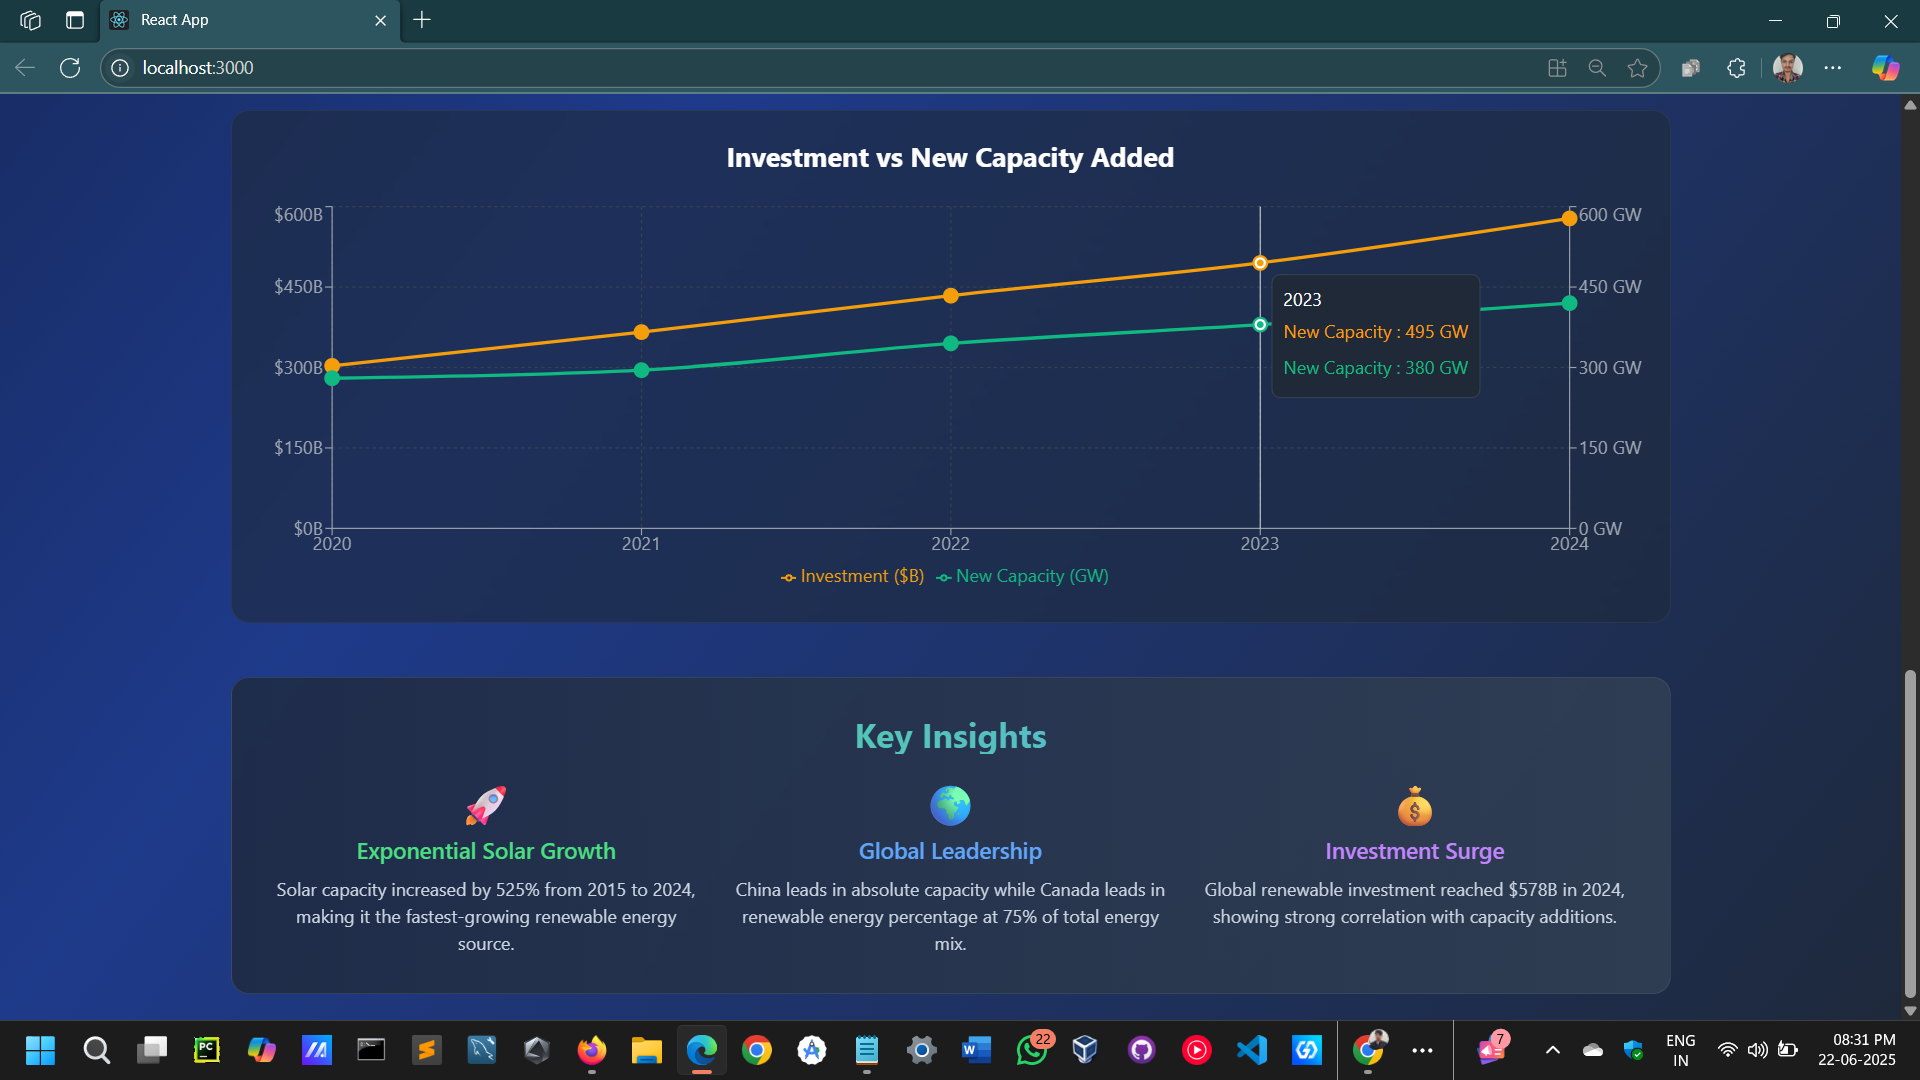 React App
localhost:3000
Investment vs New Capacity Added
$600B
$450B
$300B
$150B
$0B
600 GW
450 GW
300 GW
150 GW
0 GW
2023
New Capacity : 495 GW
New Capacity : 380 GW
2020
2021
2022
2023
2024
Investment ($B)
New Capacity (GW)
Key Insights
Exponential Solar Growth
Solar capacity increased by 525% from 2015 to 2024,
making it the fastest-growing renewable energy
source.
Global Leadership
China leads in absolute capacity while Canada leads in
renewable energy percentage at 75% of total energy
mix.
Investment Surge
Global renewable investment reached $578B in 2024,
showing strong correlation with capacity additions.
PC
W
22
7
ENG
IN
08:31 PM
22-06-2025